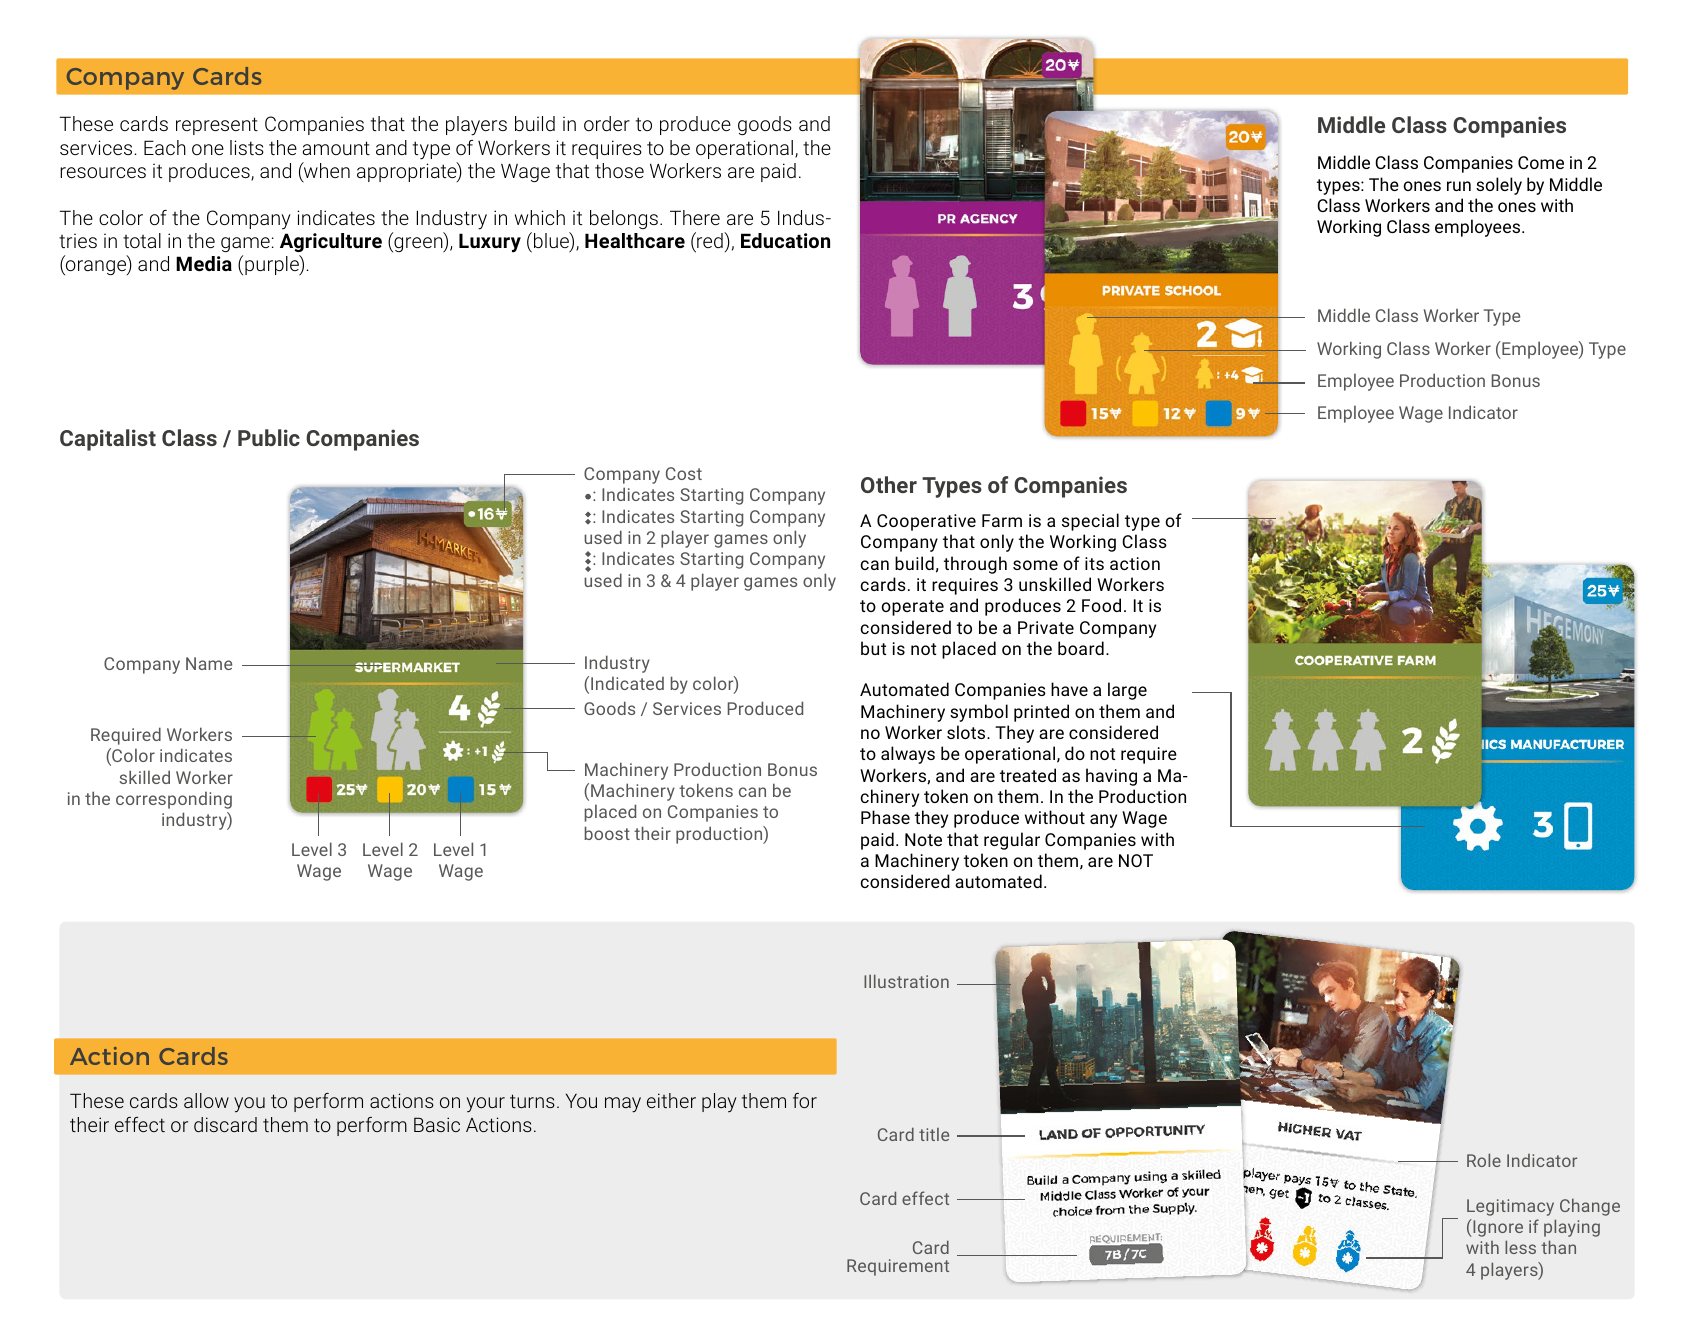 Company Cards
These cards represent Companies that the players build in order to produce goods and
services. Each one lists the amount and type of Workers it requires to be operational, the
resources it produces, and (when appropriate) the Wage that those Workers are paid.
The color of the Company indicates the Industry in which it belongs. There are 5 Indus-
tries in total in the game: Agriculture (green), Luxury (blue), Healthcare (red), Education
(orange) and Media (purple).
20₩
PR AGENCY
3
20₩
PRIVATE SCHOOL
2
: +4
15₩ 12₩ 9₩
Middle Class Companies
Middle Class Companies Come in 2
types: The ones run solely by Middle
Class Workers and the ones with
Working Class employees.
Middle Class Worker Type
Working Class Worker (Employee) Type
Employee Production Bonus
Employee Wage Indicator
Capitalist Class / Public Companies
•16₩
MARKET
SUPERMARKET
4
: +1
25₩ 20₩ 15₩
Company Name
Required Workers
(Color indicates
skilled Worker
in the corresponding
industry)
Level 3
Wage
Level 2
Wage
Level 1
Wage
Company Cost
•: Indicates Starting Company
: Indicates Starting Company
used in 2 player games only
: Indicates Starting Company
used in 3 & 4 player games only
Industry
(Indicated by color)
Goods / Services Produced
Machinery Production Bonus
(Machinery tokens can be
placed on Companies to
boost their production)
Other Types of Companies
A Cooperative Farm is a special type of
Company that only the Working Class
can build, through some of its action
cards. it requires 3 unskilled Workers
to operate and produces 2 Food. It is
considered to be a Private Company
but is not placed on the board.
Automated Companies have a large
Machinery symbol printed on them and
no Worker slots. They are considered
to always be operational, do not require
Workers, and are treated as having a Ma-
chinery token on them. In the Production
Phase they produce without any Wage
paid. Note that regular Companies with
a Machinery token on them, are NOT
considered automated.
COOPERATIVE FARM
2
25₩
HEGEMONY
NICS MANUFACTURER
3
Action Cards
These cards allow you to perform actions on your turns. You may either play them for
their effect or discard them to perform Basic Actions.
Illustration
Card title
Card effect
Card
Requirement
LAND OF OPPORTUNITY
Build a Company using a skilled
Middle Class Worker of your
choice from the Supply.
REQUIREMENT:
7B / 7C
HIGHER VAT
player pays 15₩ to the State.
hen, get -1 to 2 classes.
Role Indicator
Legitimacy Change
(Ignore if playing
with less than
4 players)